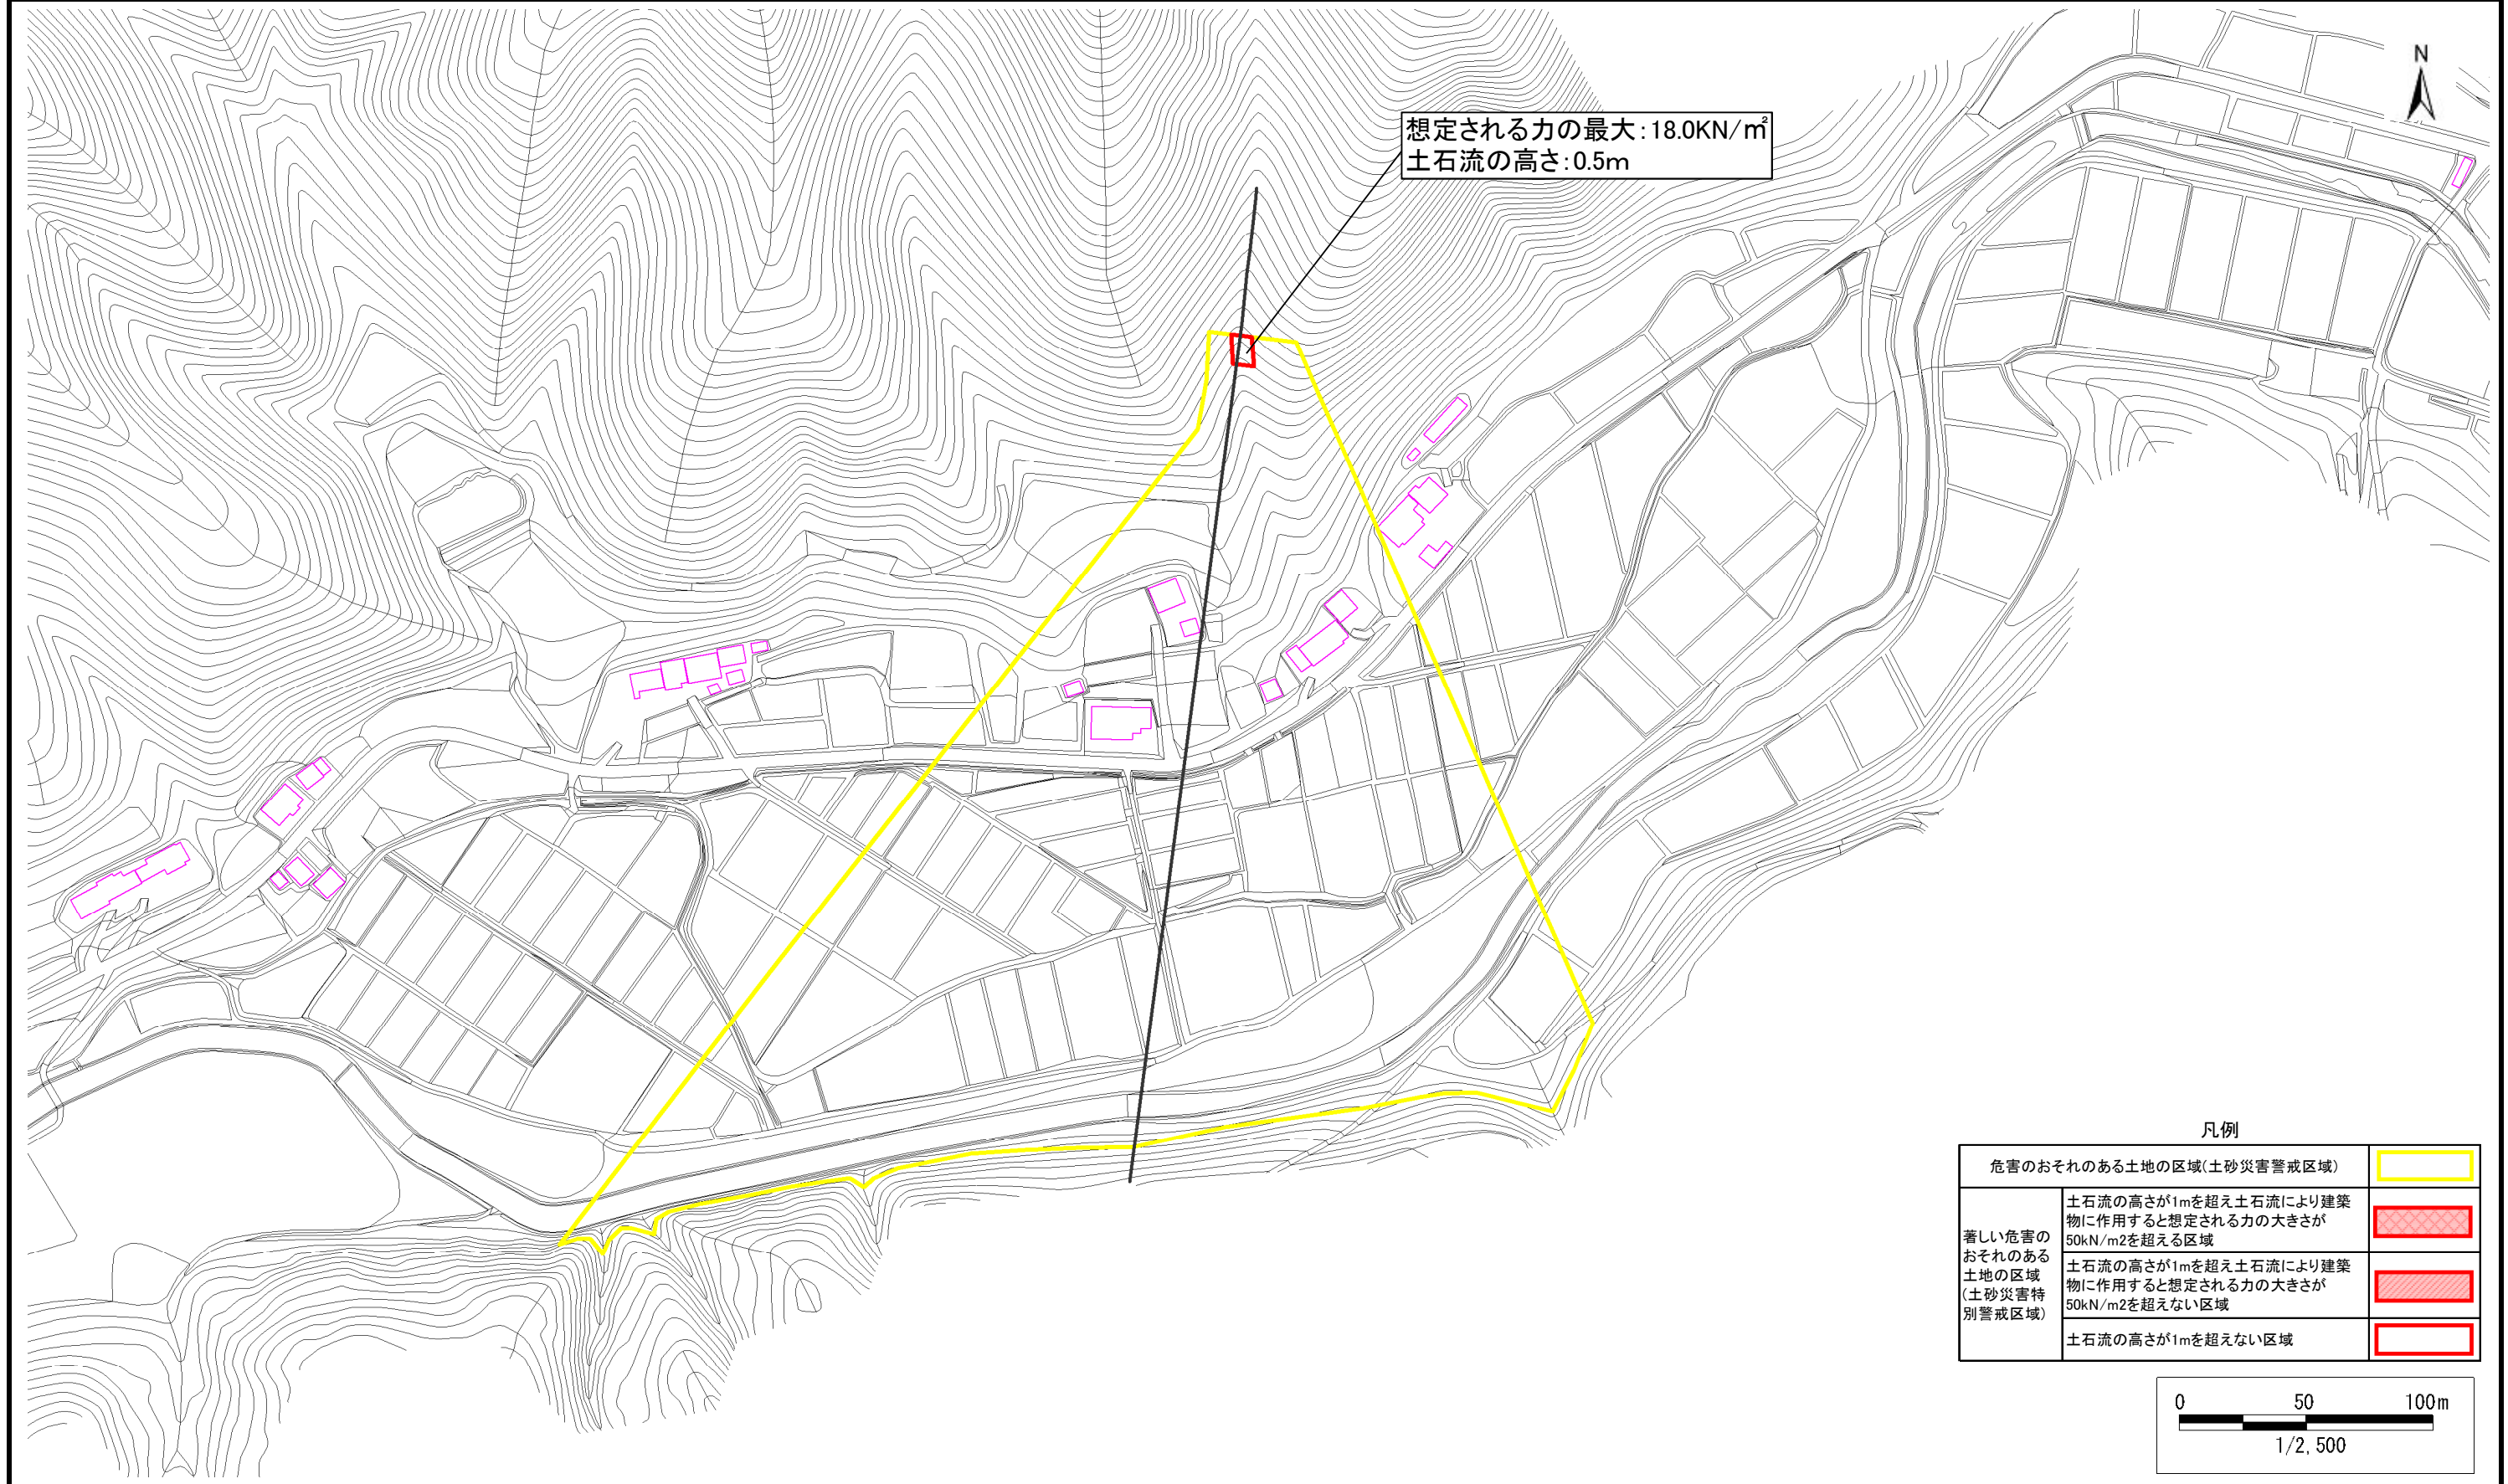 N
想定される力の最大:18.0KN/㎡
土石流の高さ:0.5m
凡例
危害のおそれのある土地の区域(土砂災害警戒区域)
著しい危害の
おそれのある
土地の区域
(土砂災害特
別警戒区域)
土石流の高さが1mを超え土石流により建築
物に作用すると想定される力の大きさが
50kN/m2を超える区域
土石流の高さが1mを超え土石流により建築
物に作用すると想定される力の大きさが
50kN/m2を超えない区域
土石流の高さが1mを超えない区域
0 50 100m
1/2,500